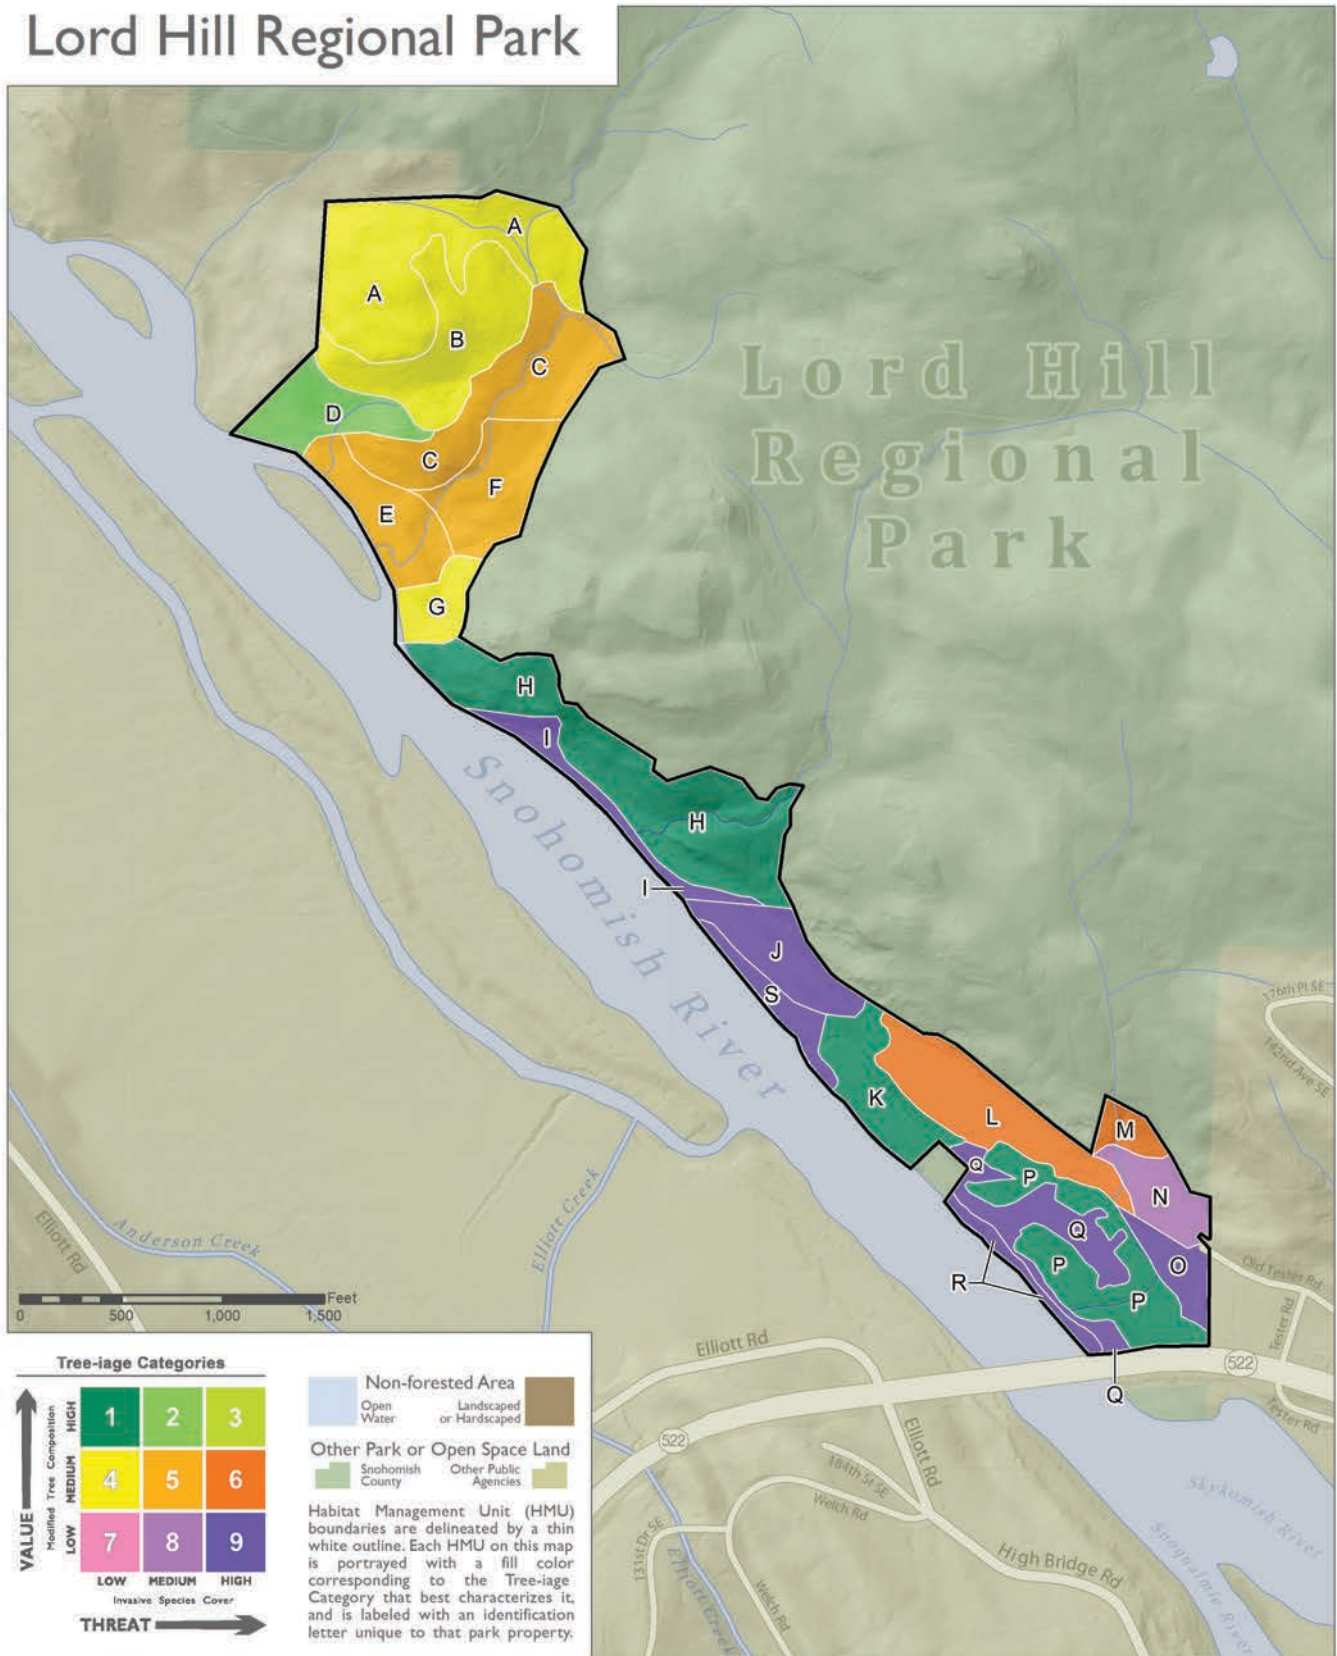 Lord Hill Regional Park
A
A
B
C
D
C
F
E
G
Lord Hill
Regional
Park
H
I
H
I
J
S
Snohomish River
K
L
M
N
Q
P
Q
P
O
P
R
Q
176th Pl SE
142nd Ave SE
Old Tester Rd
Tester Rd
Tester Rd
522
522
Elliott Rd
Anderson Creek
Elliott Creek
Elliott Rd
Elliott Rd
184th St SE
Welch Rd
131st Dr SE
Elliott Creek
Welch Rd
High Bridge Rd
Skykomish River
Snoqualmie River
Feet
0 500 1,000 1,500
Tree-iage Categories
VALUE
Modified Tree Composition
HIGH
MEDIUM
LOW
1 2 3
4 5 6
7 8 9
LOW MEDIUM HIGH
Invasive Species Cover
THREAT
Non-forested Area
Open Water
Landscaped or Hardscaped
Other Park or Open Space Land
Snohomish County
Other Public Agencies
Habitat Management Unit (HMU)
boundaries are delineated by a thin
white outline. Each HMU on this map
is portrayed with a fill color
corresponding to the Tree-iage
Category that best characterizes it,
and is labeled with an identification
letter unique to that park property.